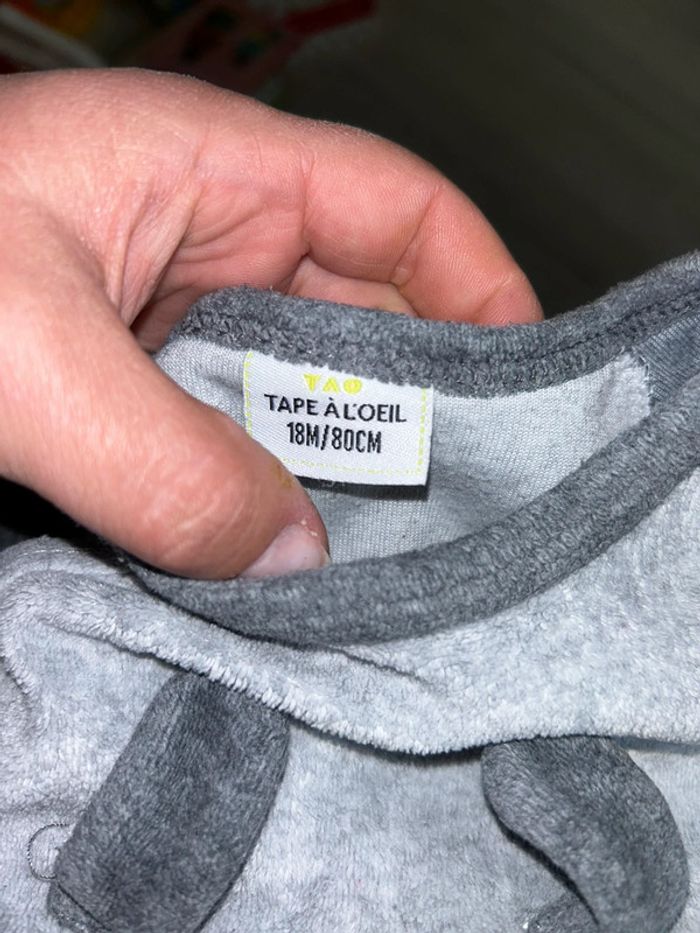 TAO
TAPE À L'OEIL
18M/80CM